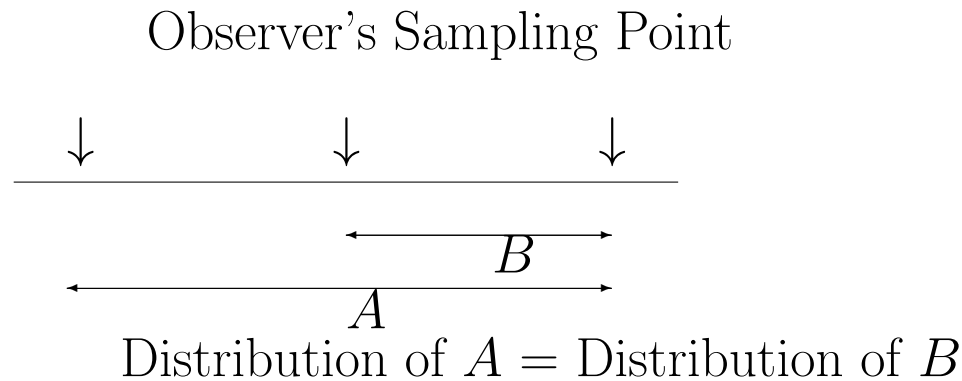 Observer's Sampling Point
B
A
Distribution of A = Distribution of B